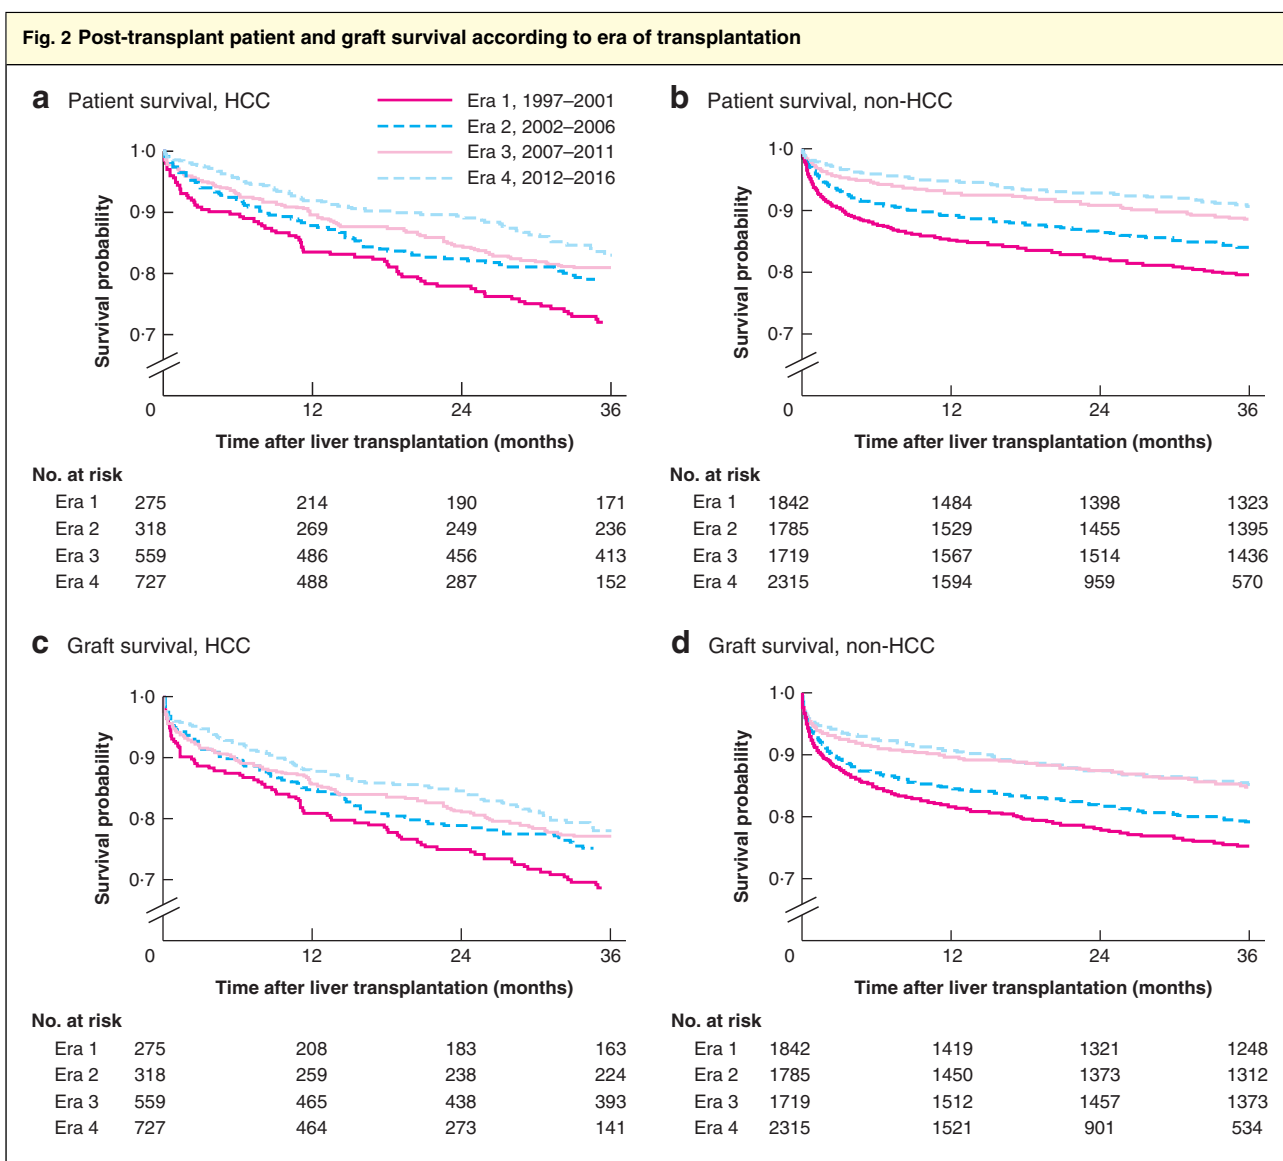 Fig. 2 Post-transplant patient and graft survival according to era of transplantation
a Patient survival, HCC
Era 1, 1997–2001
Era 2, 2002–2006
Era 3, 2007–2011
Era 4, 2012–2016
Survival probability
1·0
0·9
0·8
0·7
0 12 24 36
Time after liver transplantation (months)
No. at risk
Era 1 275 214 190 171
Era 2 318 269 249 236
Era 3 559 486 456 413
Era 4 727 488 287 152
b Patient survival, non-HCC
Survival probability
1·0
0·9
0·8
0·7
0 12 24 36
Time after liver transplantation (months)
No. at risk
Era 1 1842 1484 1398 1323
Era 2 1785 1529 1455 1395
Era 3 1719 1567 1514 1436
Era 4 2315 1594 959 570
c Graft survival, HCC
Survival probability
1·0
0·9
0·8
0·7
0 12 24 36
Time after liver transplantation (months)
No. at risk
Era 1 275 208 183 163
Era 2 318 259 238 224
Era 3 559 465 438 393
Era 4 727 464 273 141
d Graft survival, non-HCC
Survival probability
1·0
0·9
0·8
0·7
0 12 24 36
Time after liver transplantation (months)
No. at risk
Era 1 1842 1419 1321 1248
Era 2 1785 1450 1373 1312
Era 3 1719 1512 1457 1373
Era 4 2315 1521 901 534